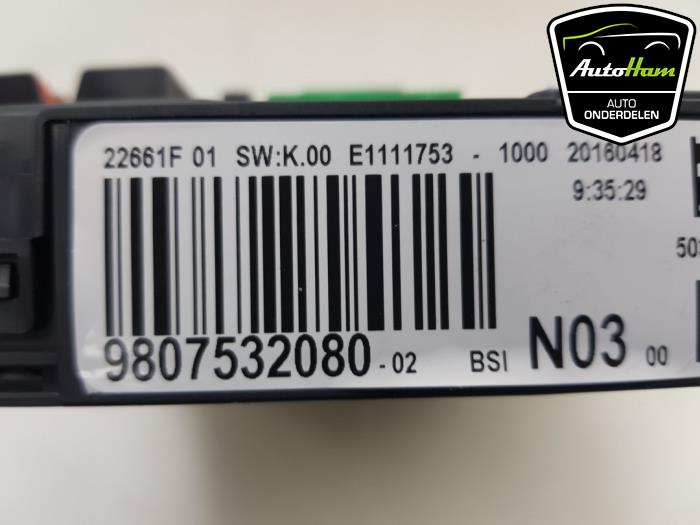 AutoHam
AUTO
ONDERDELEN
22661F 01 SW:K.00 E1111753 - 1000 20160418
9:35:29
9807532080 - 02 BSI N03 00